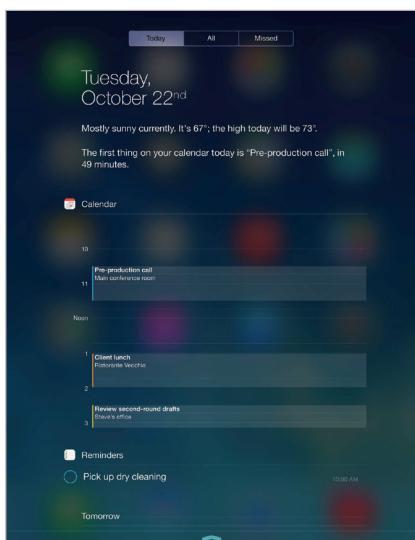 Today All Missed
Tuesday,
October 22nd
Mostly sunny currently. It's 67°; the high today will be 73°.
The first thing on your calendar today is “Pre-production call”, in
49 minutes.
Calendar
10
Pre-production call
Main conference room
11
Noon
1
Client lunch
Ristorante Vecchio
2
Review second-round drafts
Steve's office
3
Reminders
Pick up dry cleaning
10:00 AM
Tomorrow